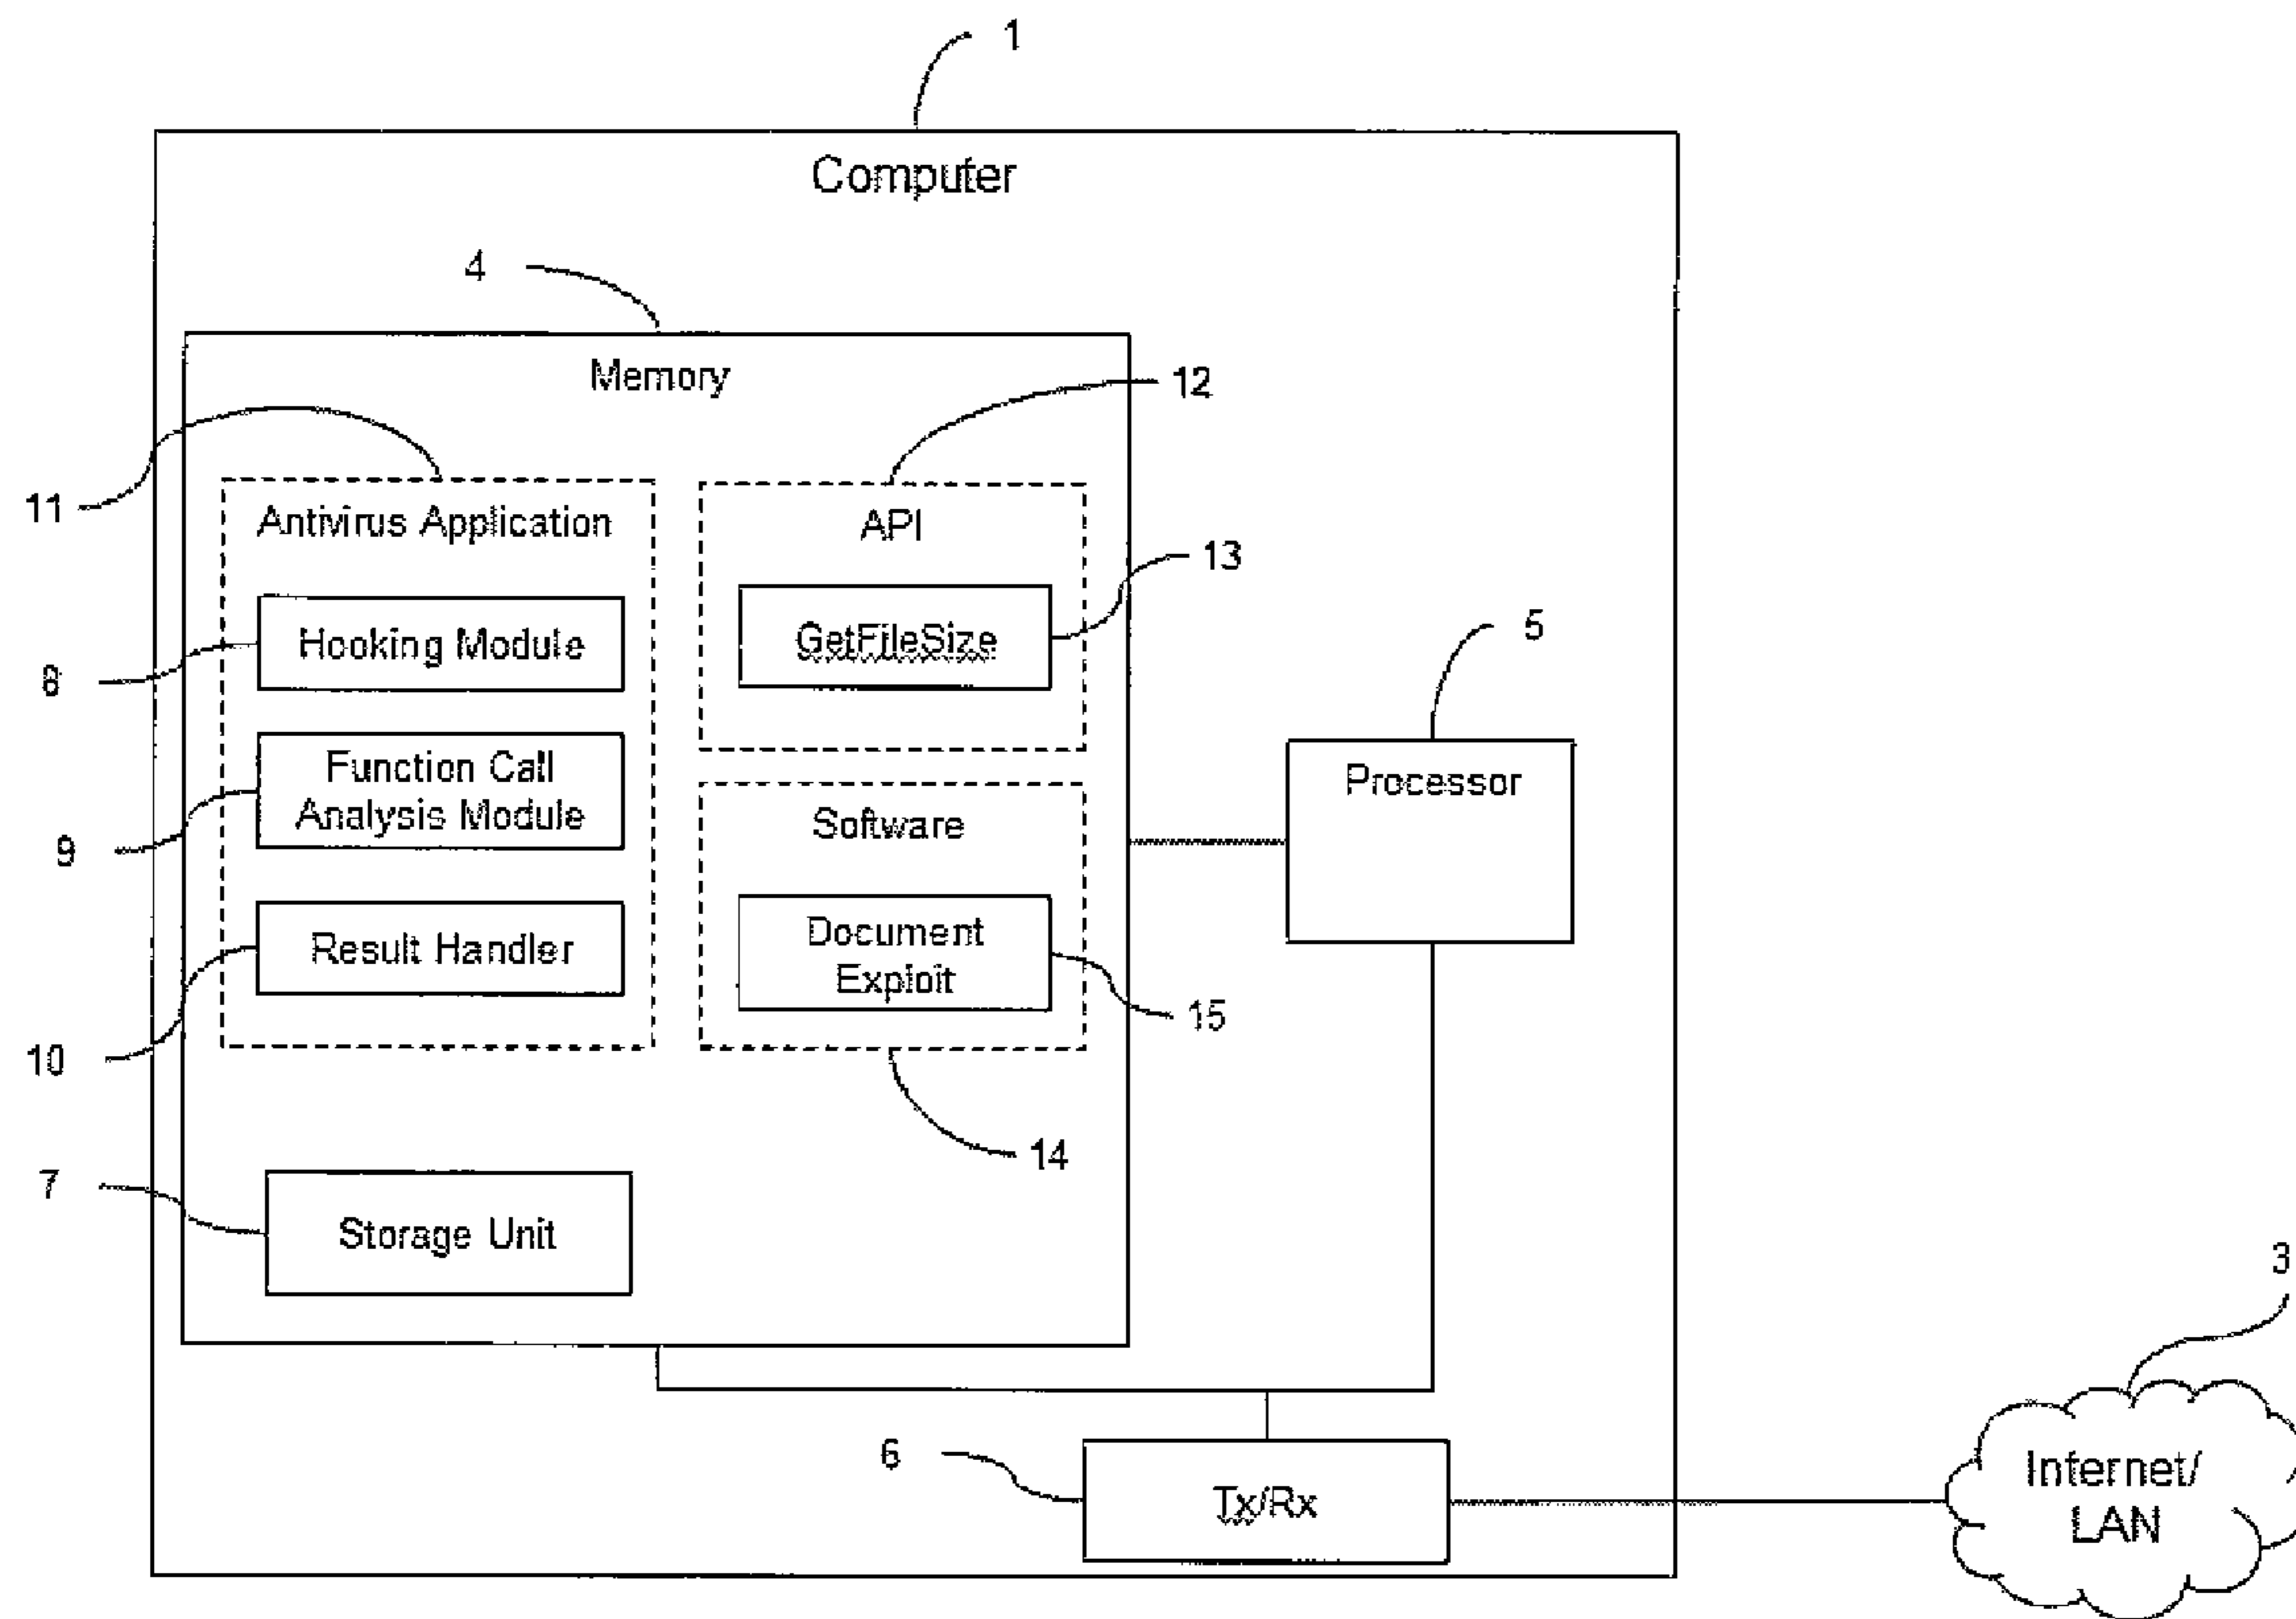 1
Computer
4
Memory
12
11
Antivirus Application
API
13
Hooking Module
GetFileSize
5
8
Function Call
Analysis Module
Processor
9
Software
Result Handler
Document
Exploit
15
10
14
7
Storage Unit
3
6
Tx/Rx
Internet/
LAN